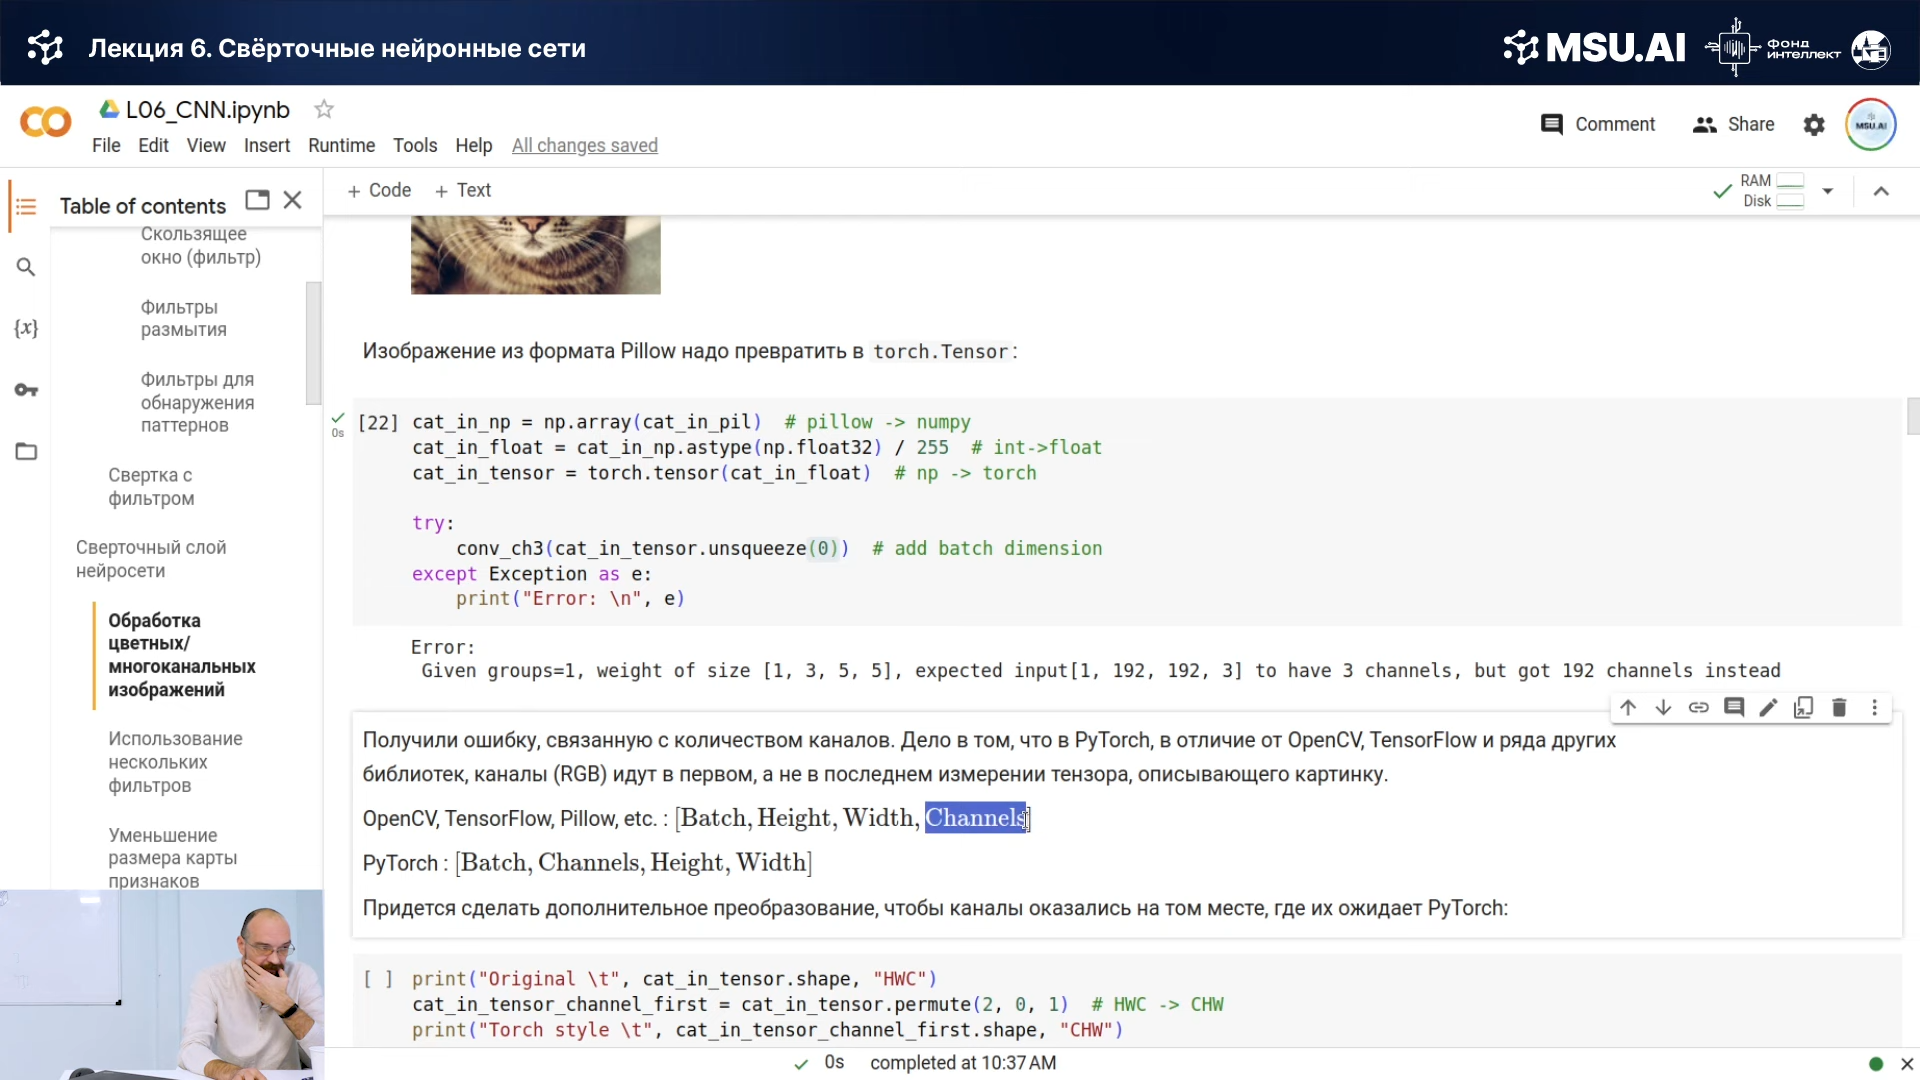 Лекция 6. Свёрточные нейронные сети
MSU.AI
ФОНД
ИНТЕЛЛЕКТ
L06_CNN.ipynb
File Edit View Insert Runtime Tools Help All changes saved
Comment
Share
MSU.AI
Table of contents
+ Code + Text
RAM
Disk
Скользящее
окно (фильтр)
Фильтры
размытия
Фильтры для
обнаружения
паттернов
Свертка с
фильтром
Сверточный слой
нейросети
Обработка
цветных/
многоканальных
изображений
Использование
нескольких
фильтров
Уменьшение
размера карты
признаков
{x}
Изображение из формата Pillow надо превратить в torch.Tensor:
0s
[22] cat_in_np = np.array(cat_in_pil)  # pillow -> numpy
cat_in_float = cat_in_np.astype(np.float32) / 255  # int->float
cat_in_tensor = torch.tensor(cat_in_float)  # np -> torch
try:
conv_ch3(cat_in_tensor.unsqueeze(0))  # add batch dimension
except Exception as e:
print("Error: \n", e)
Error:
Given groups=1, weight of size [1, 3, 5, 5], expected input[1, 192, 192, 3] to have 3 channels, but got 192 channels instead
Получили ошибку, связанную с количеством каналов. Дело в том, что в PyTorch, в отличие от OpenCV, TensorFlow и ряда других
библиотек, каналы (RGB) идут в первом, а не в последнем измерении тензора, описывающего картинку.
OpenCV, TensorFlow, Pillow, etc. : [Batch, Height, Width, Channels]
PyTorch : [Batch, Channels, Height, Width]
Придется сделать дополнительное преобразование, чтобы каналы оказались на том месте, где их ожидает PyTorch:
[ ] print("Original \t", cat_in_tensor.shape, "HWC")
cat_in_tensor_channel_first = cat_in_tensor.permute(2, 0, 1)  # HWC -> CHW
print("Torch style \t", cat_in_tensor_channel_first.shape, "CHW")
0s completed at 10:37 AM